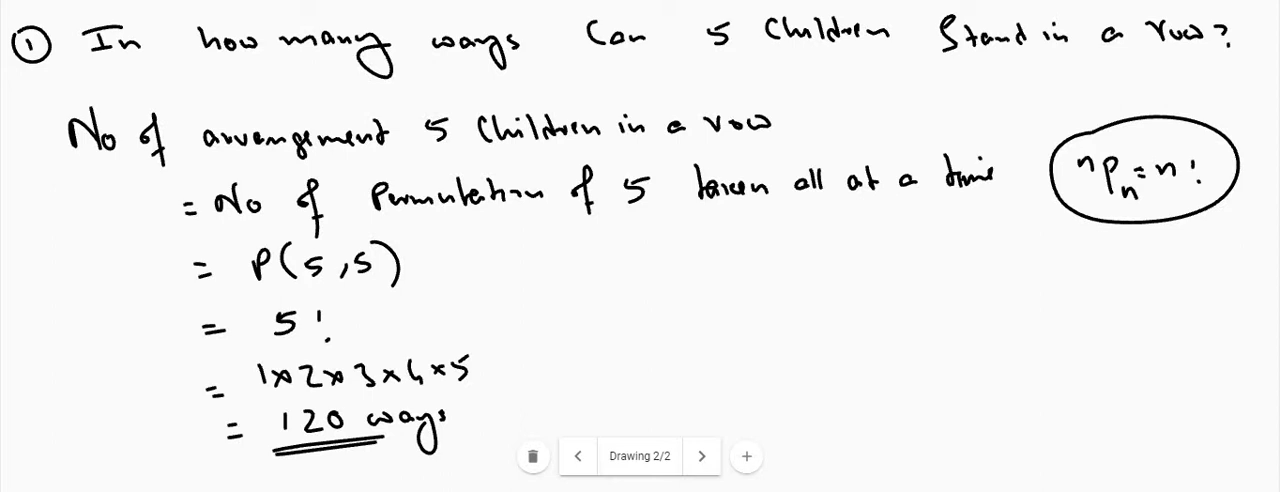 ① In how many ways Can 5 Children Stand in a row?
No of arrangement 5 Children in a row
= No of Permutation of 5 taken all at a time
ⁿPₙ = n!
= P(5,5)
= 5!
= 1×2×3×4×5
= 120 ways
Drawing 2/2